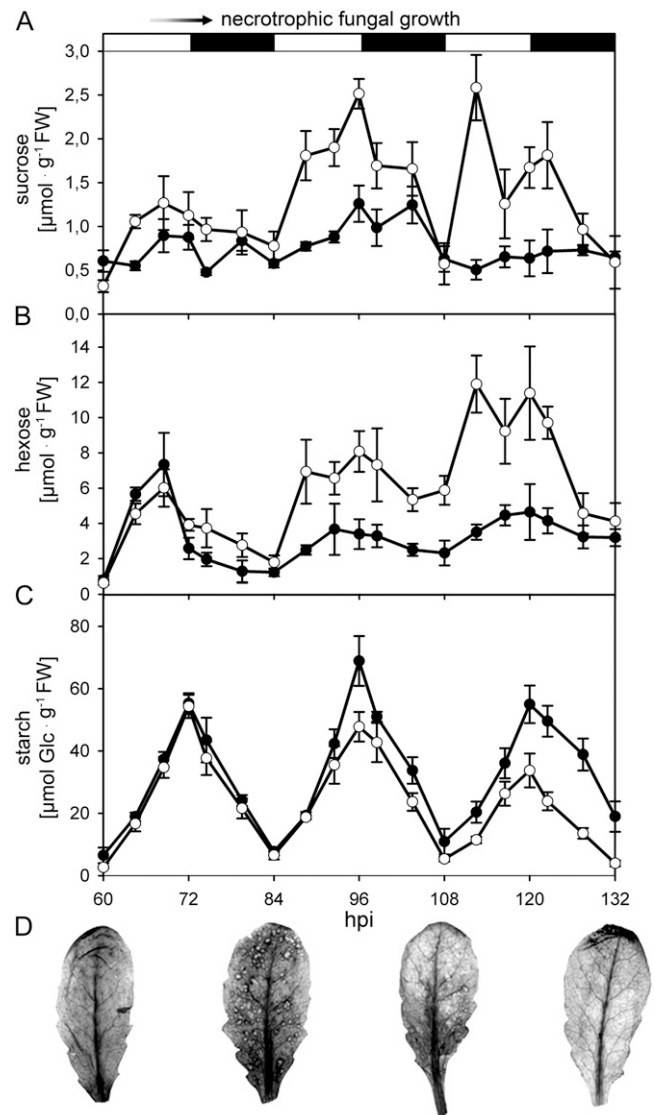 necrotrophic fungal growth
A
3,0
2,5
2,0
1,5
1,0
0,5
0,0
sucrose
[µmol · g⁻¹ FW]
B
14
12
10
8
6
4
2
0
hexose
[µmol · g⁻¹ FW]
C
80
60
40
20
0
starch
[µmol Glc · g⁻¹ FW]
60 72 84 96 108 120 132
hpi
D